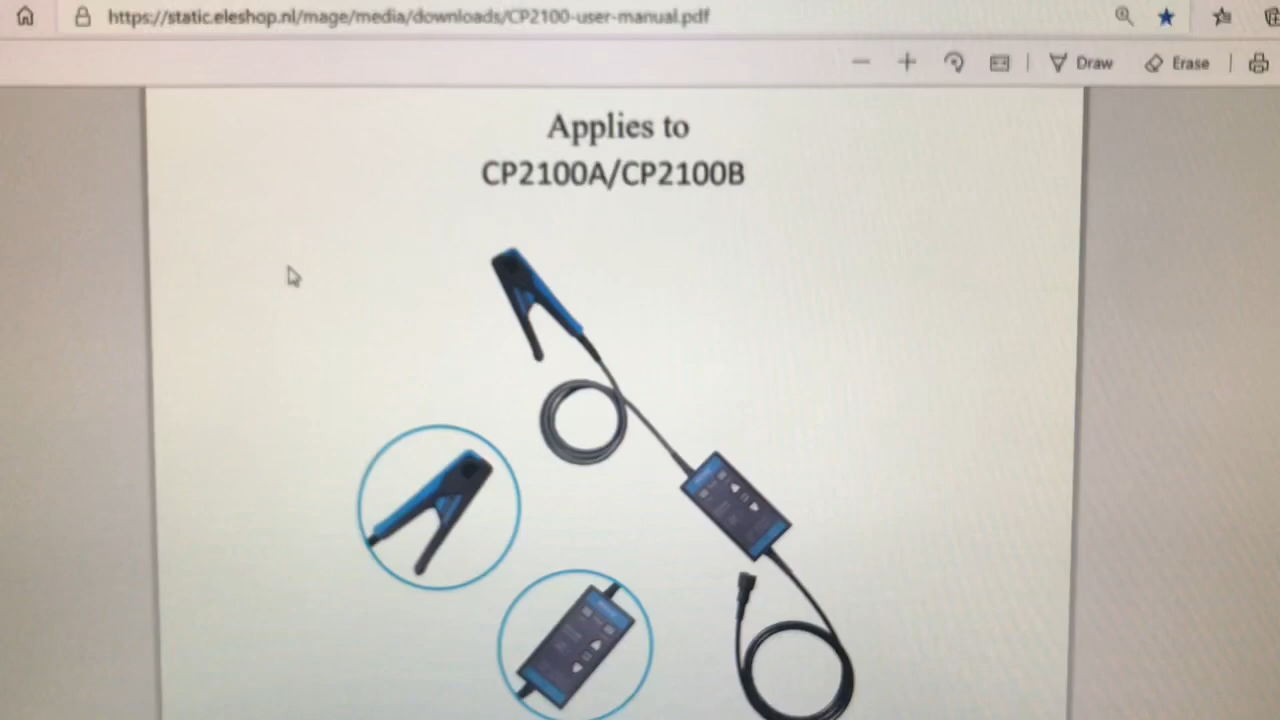 https://static.eleshop.nl/mage/media/downloads/CP2100-user-manual.pdf
Draw
Erase
Applies to
CP2100A/CP2100B